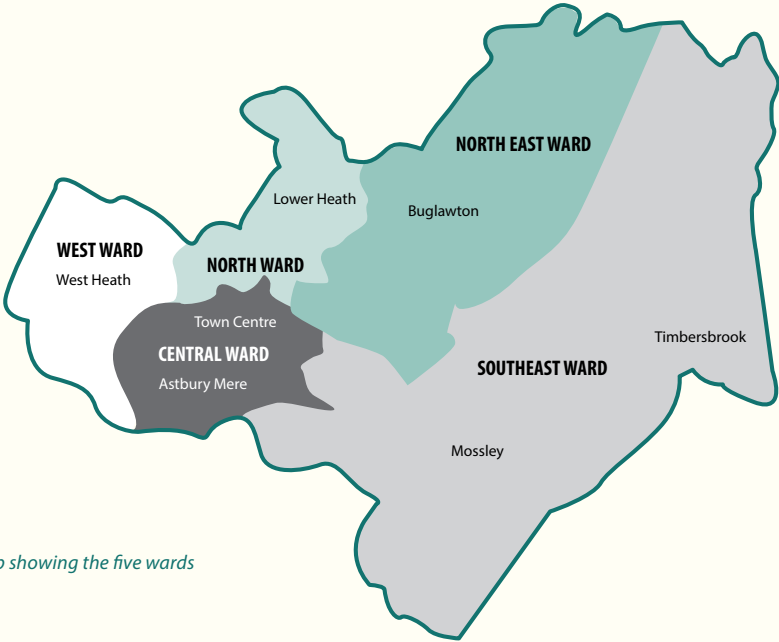 NORTH EAST WARD
Lower Heath
Buglawton
WEST WARD
West Heath
NORTH WARD
Town Centre
CENTRAL WARD
Astbury Mere
Timbersbrook
SOUTHEAST WARD
Mossley
showing the five wards